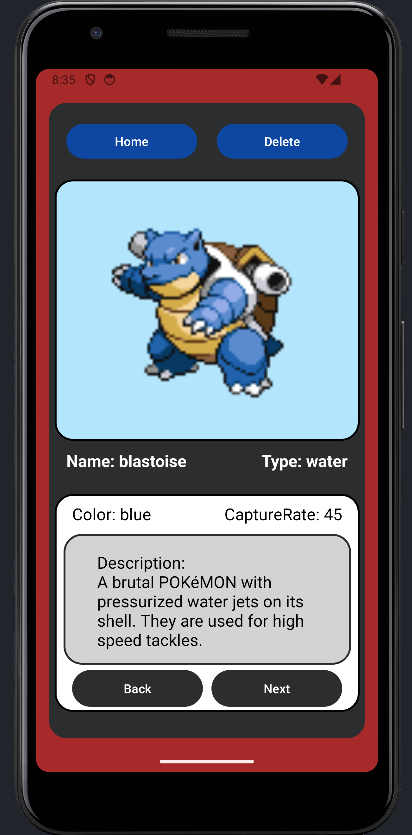 8:35
Home Delete
Name: blastoise Type: water
Color: blue CaptureRate: 45
Description:
A brutal POKéMON with
pressurized water jets on its
shell. They are used for high
speed tackles.
Back Next